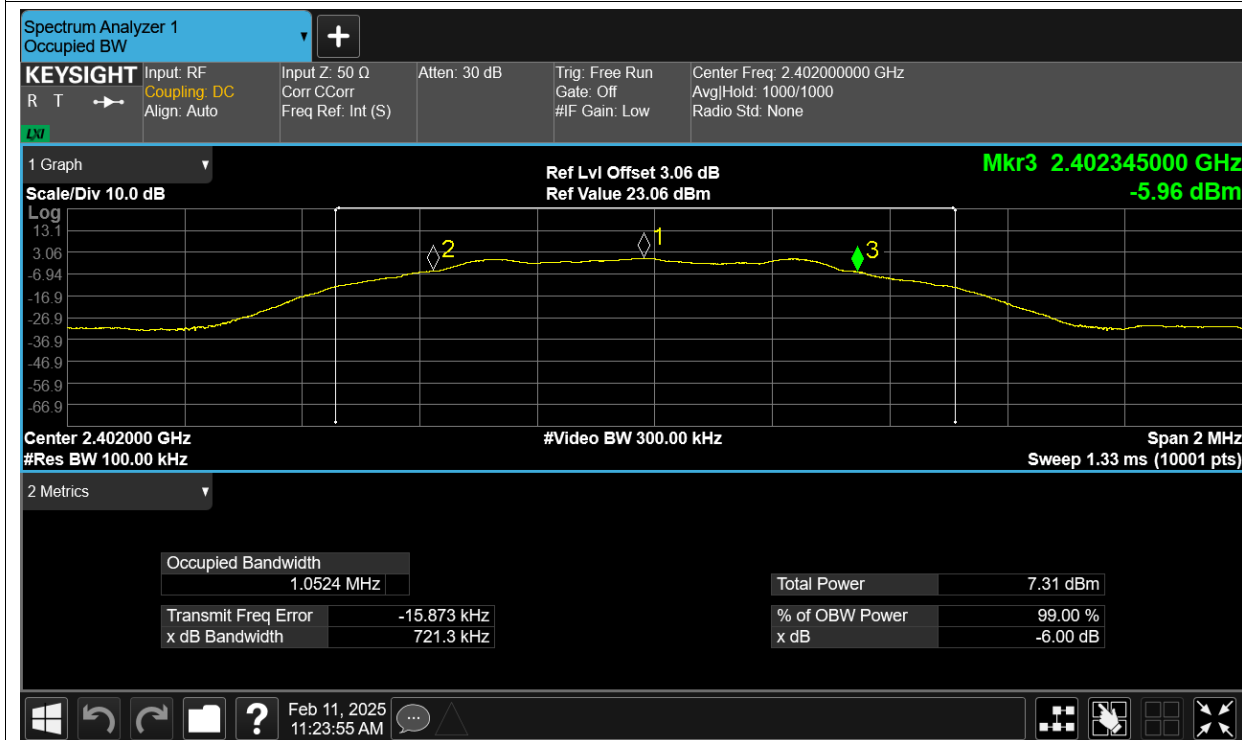 Spectrum Analyzer 1
Occupied BW
KEYSIGHT
R T
LXI
Input: RF
Coupling: DC
Align: Auto
Input Z: 50 Ω
Corr CCorr
Freq Ref: Int (S)
Atten: 30 dB
Trig: Free Run
Gate: Off
#IF Gain: Low
Center Freq: 2.402000000 GHz
Avg|Hold: 1000/1000
Radio Std: None
1 Graph
Scale/Div 10.0 dB
Ref Lvl Offset 3.06 dB
Ref Value 23.06 dBm
Mkr3 2.402345000 GHz
-5.96 dBm
Log
13.1
3.06
-6.94
-16.9
-26.9
-36.9
-46.9
-56.9
-66.9
2
1
3
Center 2.402000 GHz
#Res BW 100.00 kHz
#Video BW 300.00 kHz
Span 2 MHz
Sweep 1.33 ms (10001 pts)
2 Metrics
Occupied Bandwidth
1.0524 MHz
Transmit Freq Error -15.873 kHz
x dB Bandwidth 721.3 kHz
Total Power 7.31 dBm
% of OBW Power 99.00 %
x dB -6.00 dB
?
Feb 11, 2025
11:23:55 AM